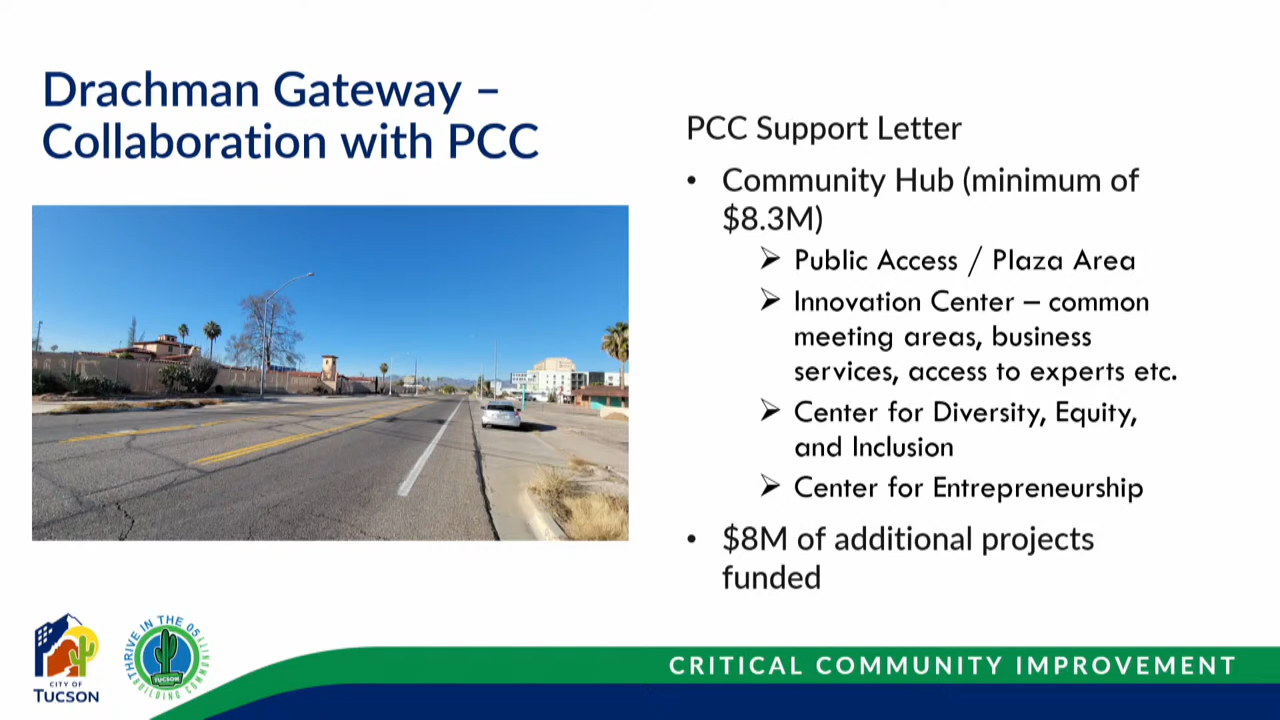 Drachman Gateway –
Collaboration with PCC
PCC Support Letter
• Community Hub (minimum of
$8.3M)
➢ Public Access / Plaza Area
➢ Innovation Center – common
meeting areas, business
services, access to experts etc.
➢ Center for Diversity, Equity,
and Inclusion
➢ Center for Entrepreneurship
• $8M of additional projects
funded
CITY OF
TUCSON
THRIVE IN THE 05
TUCSON
BUILDING COMMUNITY
CRITICAL COMMUNITY IMPROVEMENT